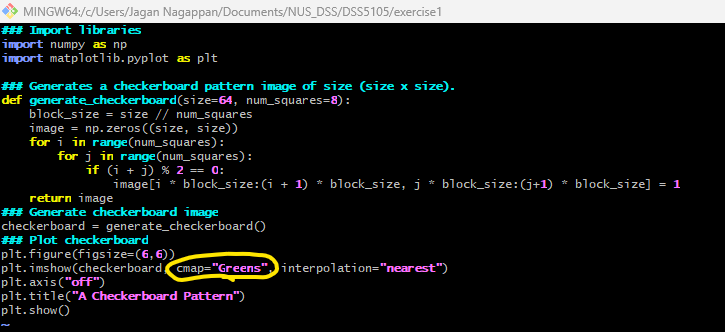 MINGW64:/c/Users/Jagan Nagappan/Documents/NUS_DSS/DSS5105/exercise1
### Import libraries
import numpy as np
import matplotlib.pyplot as plt

### Generates a checkerboard pattern image of size (size x size).
def generate_checkerboard(size=64, num_squares=8):
    block_size = size // num_squares
    image = np.zeros((size, size))
    for i in range(num_squares):
        for j in range(num_squares):
            if (i + j) % 2 == 0:
                image[i * block_size:(i + 1) * block_size, j * block_size:(j+1) * block_size] = 1
    return image
### Generate checkerboard image
checkerboard = generate_checkerboard()
### Plot checkerboard
plt.figure(figsize=(6,6))
plt.imshow(checkerboard, cmap="Greens", interpolation="nearest")
plt.axis("off")
plt.title("A Checkerboard Pattern")
plt.show()
~